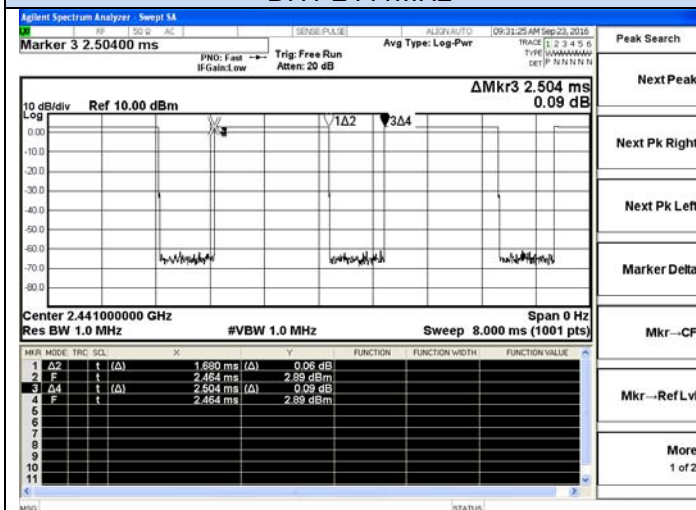 Agilent Spectrum Analyzer - Swept SA
RF 50 Ω AC SENSE:PULSE ALIGN AUTO 09:31:25 AM Sep 23, 2016
Marker 3 2.50400 ms
PNO: Fast
IFGain:Low
Trig: Free Run
Atten: 20 dB
Avg Type: Log-Pwr
TRACE 1 2 3 4 5 6
TYPE WWWWWW
DET P N N N N N
Peak Search
Next Peak
Next Pk Right
Next Pk Left
Marker Delta
Mkr→CF
Mkr→Ref Lvl
More
1 of 2
ΔMkr3 2.504 ms
0.09 dB
10 dB/div Ref 10.00 dBm
Log
1Δ2 3Δ4
0.00
-10.0
-20.0
-30.0
-40.0
-50.0
-60.0
-70.0
-80.0
Center 2.441000000 GHz Span 0 Hz
Res BW 1.0 MHz #VBW 1.0 MHz Sweep 8.000 ms (1001 pts)
MKR MODE TRC SCL X Y FUNCTION FUNCTION WIDTH FUNCTION VALUE
1 Δ2 t (Δ) 1.680 ms (Δ) 0.06 dB
2 F t 2.464 ms 2.89 dBm
3 Δ4 t (Δ) 2.504 ms (Δ) 0.09 dB
4 F t 2.464 ms 2.89 dBm
5
6
7
8
9
10
11
MSG STATUS